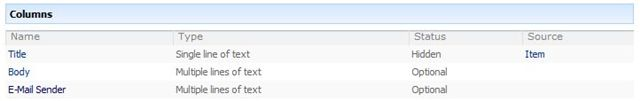 Columns
Name Type Status Source
Title Single line of text Hidden Item
Body Multiple lines of text Optional
E-Mail Sender Multiple lines of text Optional